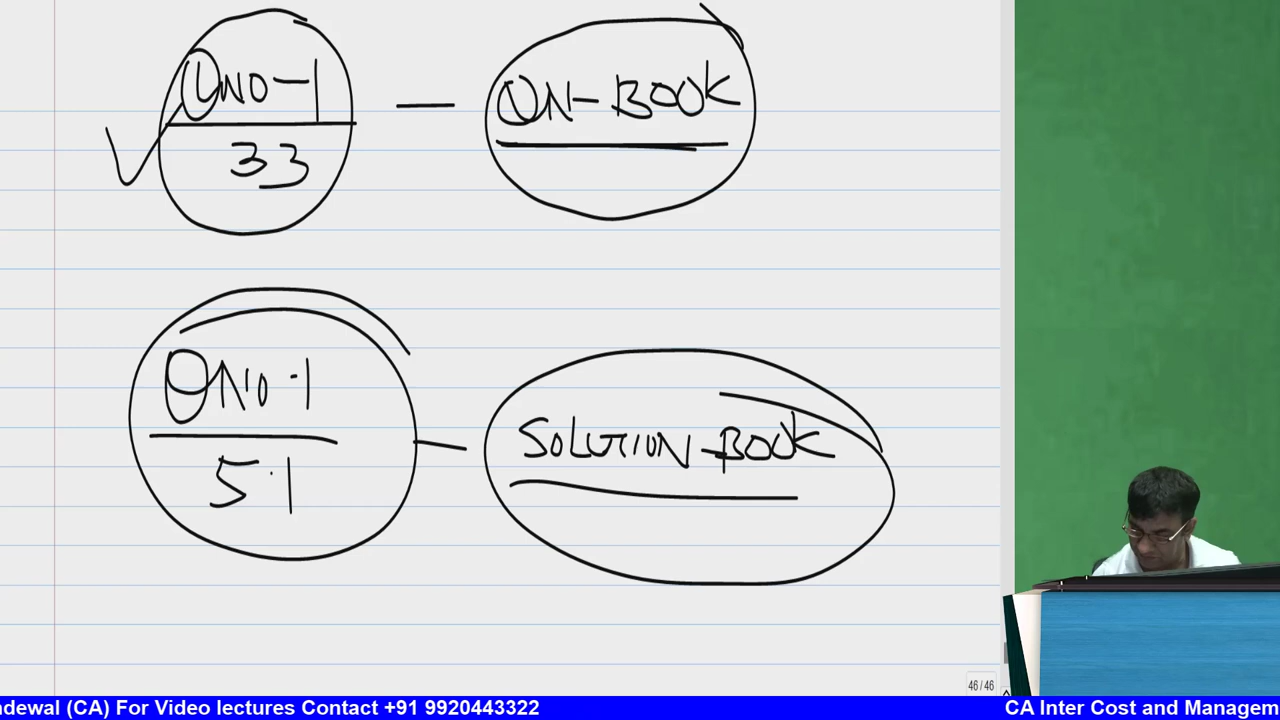 QNO-1 - QN-BOOK
33
QNO-1 - SOLUTION-BOOK
5.1
46/46
ndewal (CA) For Video lectures Contact +91 9920443322
CA Inter Cost and Managem